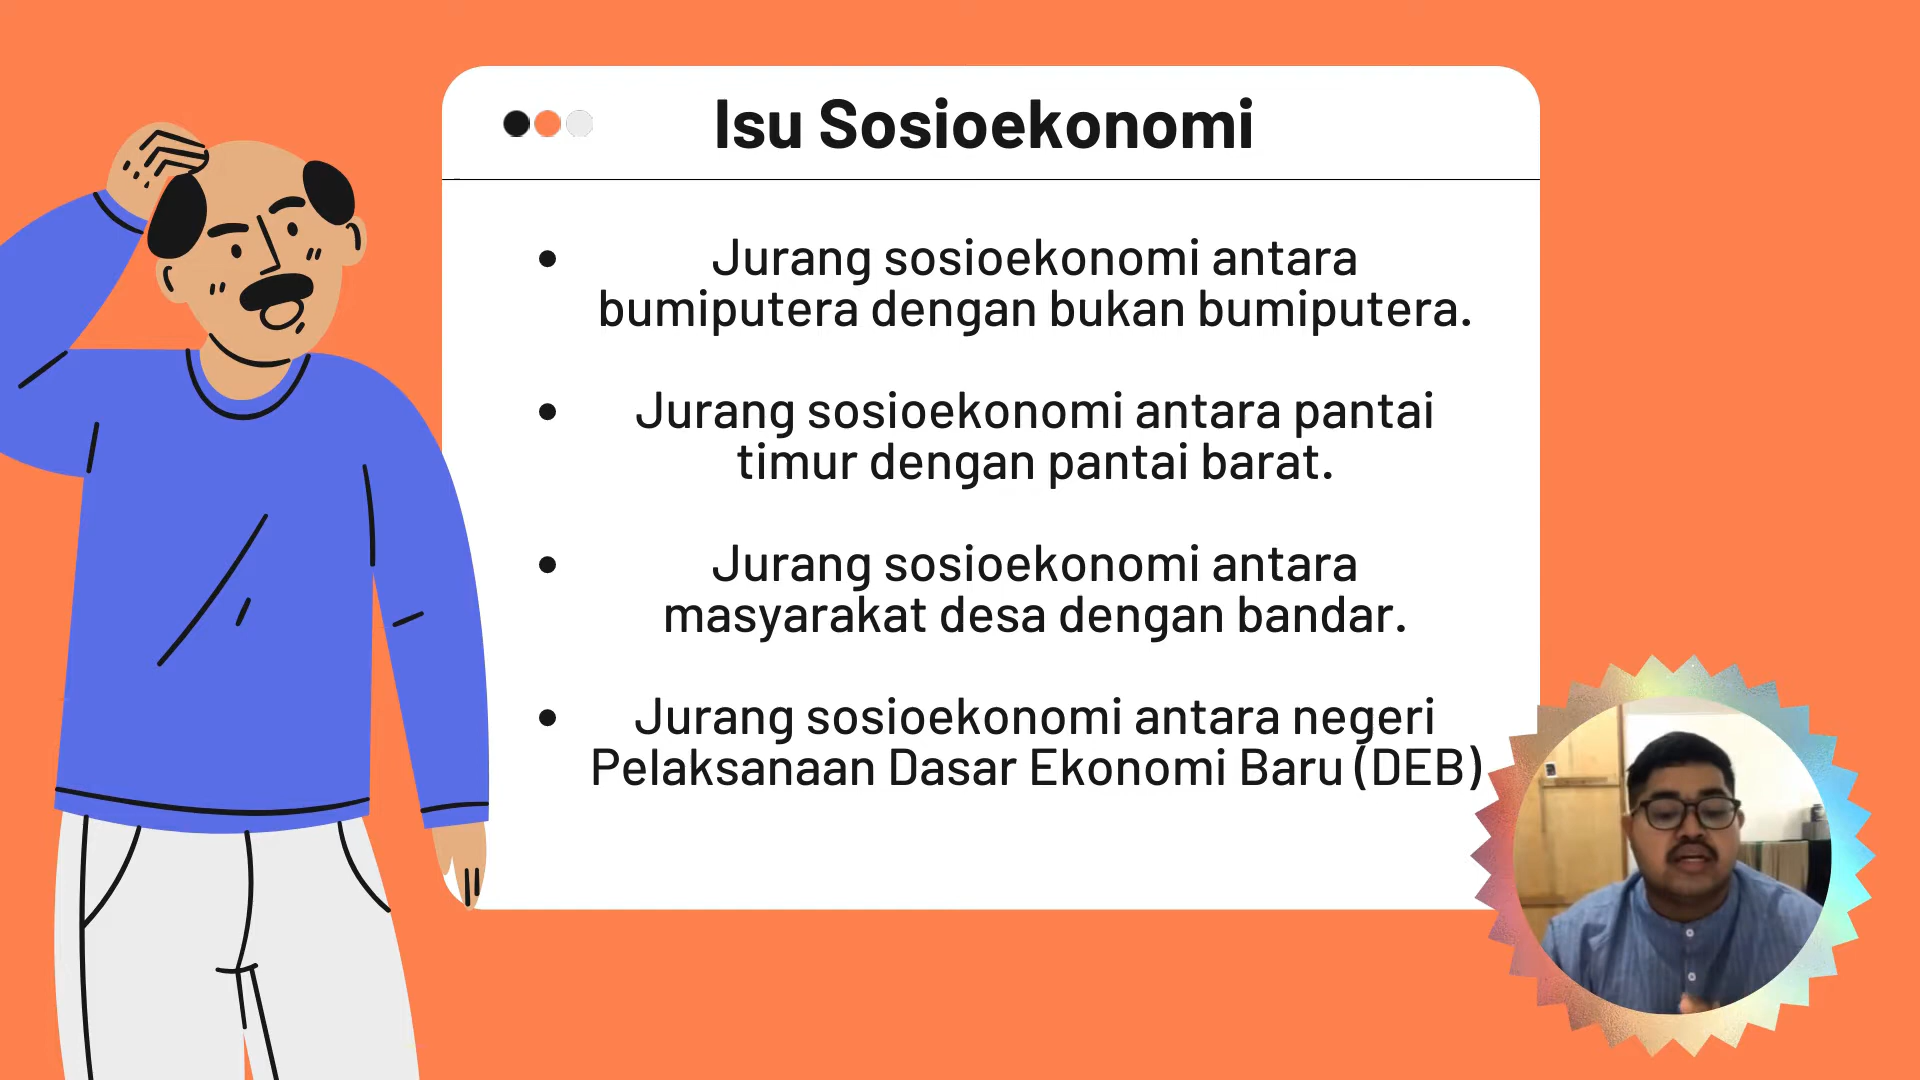 Isu Sosioekonomi
Jurang sosioekonomi antara
bumiputera dengan bukan bumiputera.
Jurang sosioekonomi antara pantai
timur dengan pantai barat.
Jurang sosioekonomi antara
masyarakat desa dengan bandar.
Jurang sosioekonomi antara negeri
Pelaksanaan Dasar Ekonomi Baru (DEB)